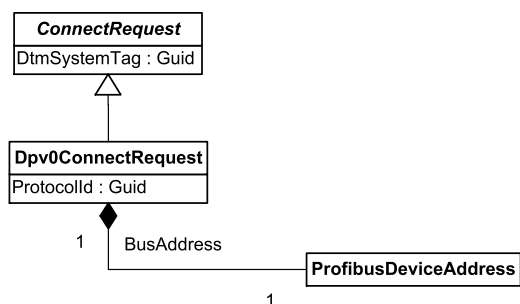 ConnectRequest
DtmSystemTag : Guid
Dpv0ConnectRequest
ProtocolId : Guid
1
BusAddress
ProfibusDeviceAddress
1